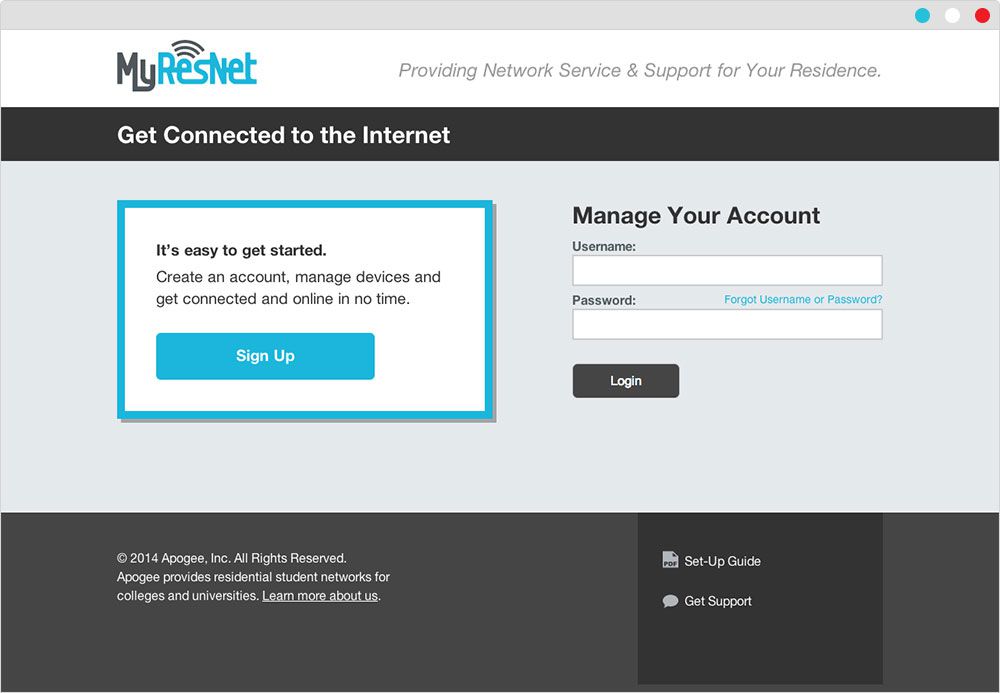 MyResNet
Providing Network Service & Support for Your Residence.
Get Connected to the Internet
It's easy to get started.
Create an account, manage devices and
get connected and online in no time.
Sign Up
Manage Your Account
Username:
Password:
Forgot Username or Password?
Login
© 2014 Apogee, Inc. All Rights Reserved.
Apogee provides residential student networks for
colleges and universities. Learn more about us.
PDF
Set-Up Guide
Get Support